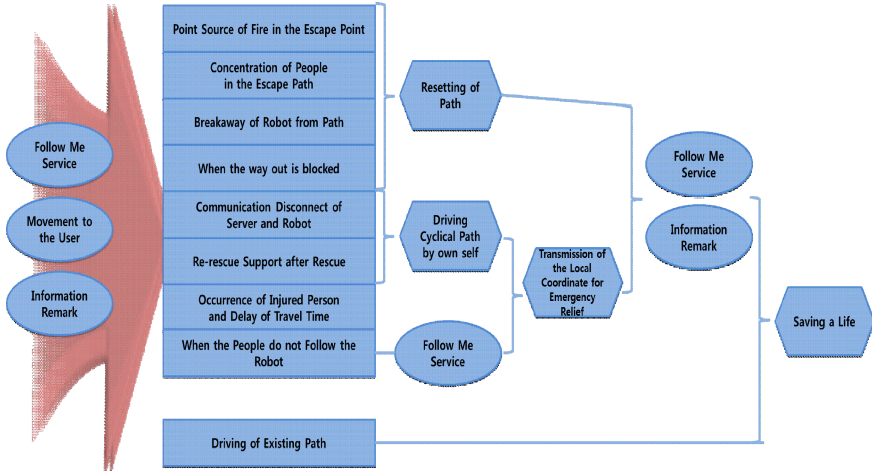 Follow Me
Service
Movement to
the User
Information
Remark
Point Source of Fire in the Escape Point
Concentration of People
in the Escape Path
Breakaway of Robot from Path
When the way out is blocked
Communication Disconnect of
Server and Robot
Re-rescue Support after Rescue
Occurrence of Injured Person
and Delay of Travel Time
When the People do not Follow the
Robot
Driving of Existing Path
Resetting of
Path
Driving
Cyclical Path
by own self
Follow Me
Service
Transmission of
the Local
Coordinate for
Emergency
Relief
Follow Me
Service
Information
Remark
Saving a Life